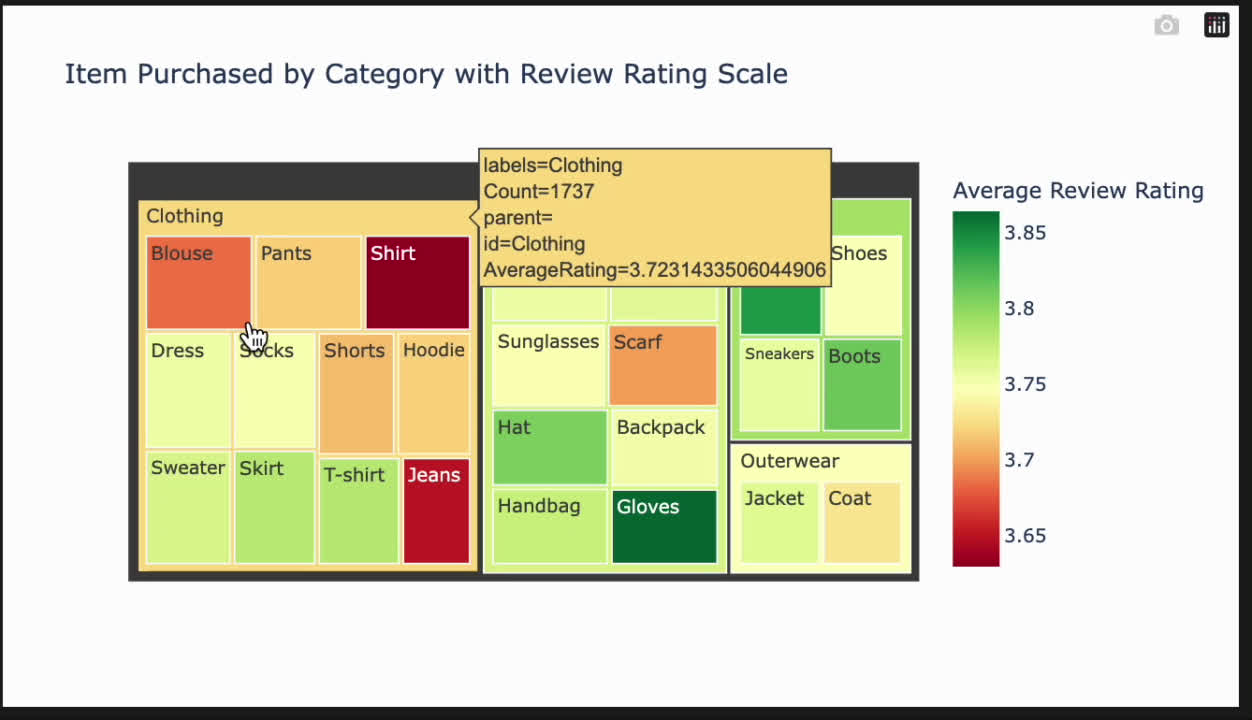 Item Purchased by Category with Review Rating Scale
labels=Clothing
Count=1737
parent=
id=Clothing
AverageRating=3.7231433506044906
Clothing
Blouse
Pants
Shirt
Dress
Socks
Shorts
Hoodie
Sweater
Skirt
T-shirt
Jeans
Sunglasses
Scarf
Hat
Backpack
Handbag
Gloves
Shoes
Sneakers
Boots
Outerwear
Jacket
Coat
Average Review Rating
3.85
3.8
3.75
3.7
3.65